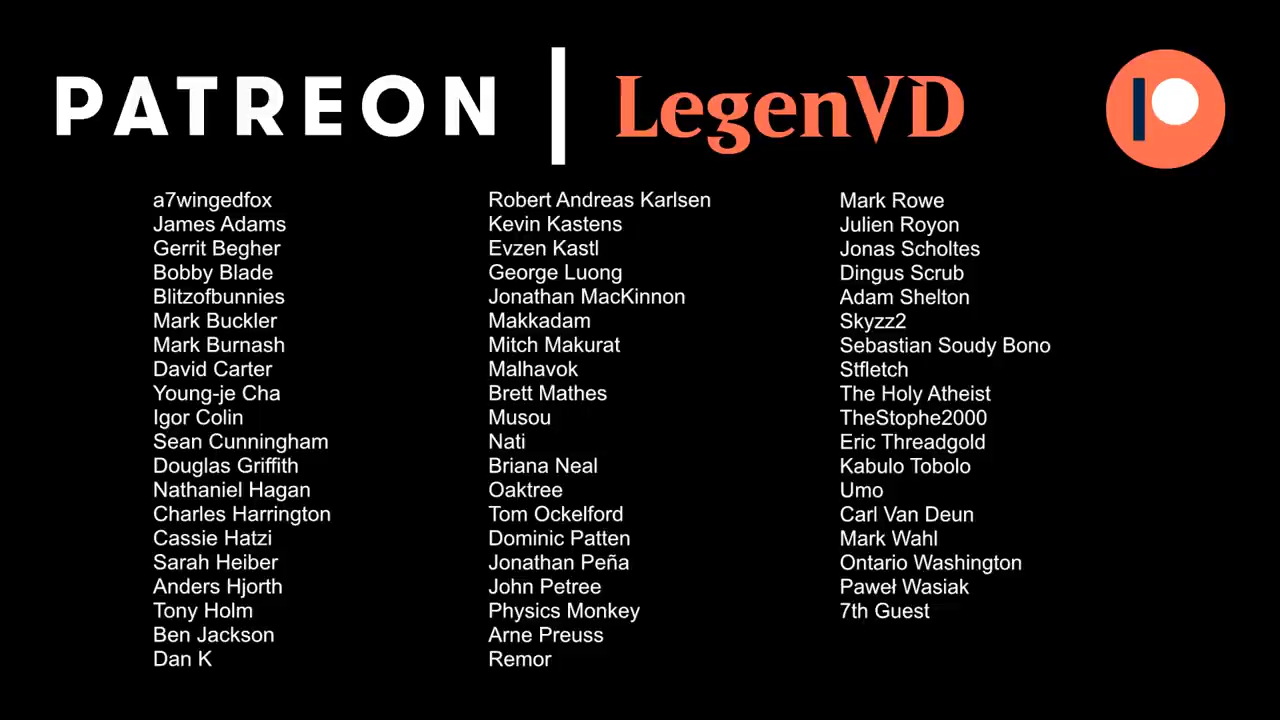 PATREON | LegenVD
a7wingedfox
James Adams
Gerrit Begher
Bobby Blade
Blitzofbunnies
Mark Buckler
Mark Burnash
David Carter
Young-je Cha
Igor Colin
Sean Cunningham
Douglas Griffith
Nathaniel Hagan
Charles Harrington
Cassie Hatzi
Sarah Heiber
Anders Hjorth
Tony Holm
Ben Jackson
Dan K
Robert Andreas Karlsen
Kevin Kastens
Evzen Kastl
George Luong
Jonathan MacKinnon
Makkadam
Mitch Makurat
Malhavok
Brett Mathes
Musou
Nati
Briana Neal
Oaktree
Tom Ockelford
Dominic Patten
Jonathan Peña
John Petree
Physics Monkey
Arne Preuss
Remor
Mark Rowe
Julien Royon
Jonas Scholtes
Dingus Scrub
Adam Shelton
Skyzz2
Sebastian Soudy Bono
Stfletch
The Holy Atheist
TheStophe2000
Eric Threadgold
Kabulo Tobolo
Umo
Carl Van Deun
Mark Wahl
Ontario Washington
Paweł Wasiak
7th Guest